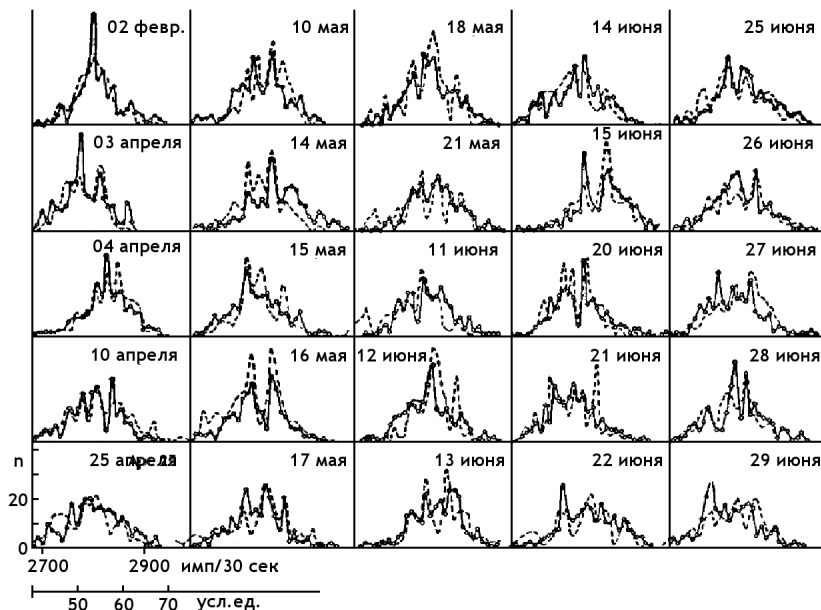 02 февр.
10 мая
18 мая
14 июня
25 июня
03 апреля
14 мая
21 мая
15 июня
26 июня
04 апреля
15 мая
11 июня
20 июня
27 июня
10 апреля
16 мая
12 июня
21 июня
28 июня
n
25 апреля
17 мая
13 июня
22 июня
29 июня
20
0
2700 2900 имп/30 сек
50 60 70 усл.ед.